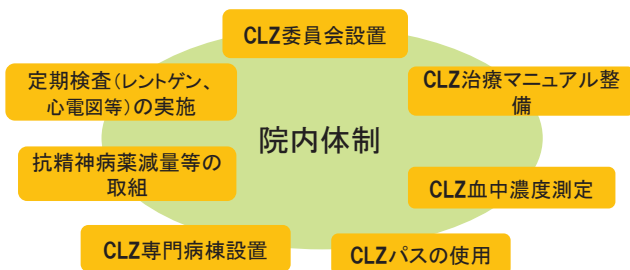 CLZ委員会設置
定期検査(レントゲン、
心電図等)の実施
CLZ治療マニュアル整
備
院内体制
抗精神病薬減量等の
取組
CLZ血中濃度測定
CLZ専門病棟設置
CLZパスの使用